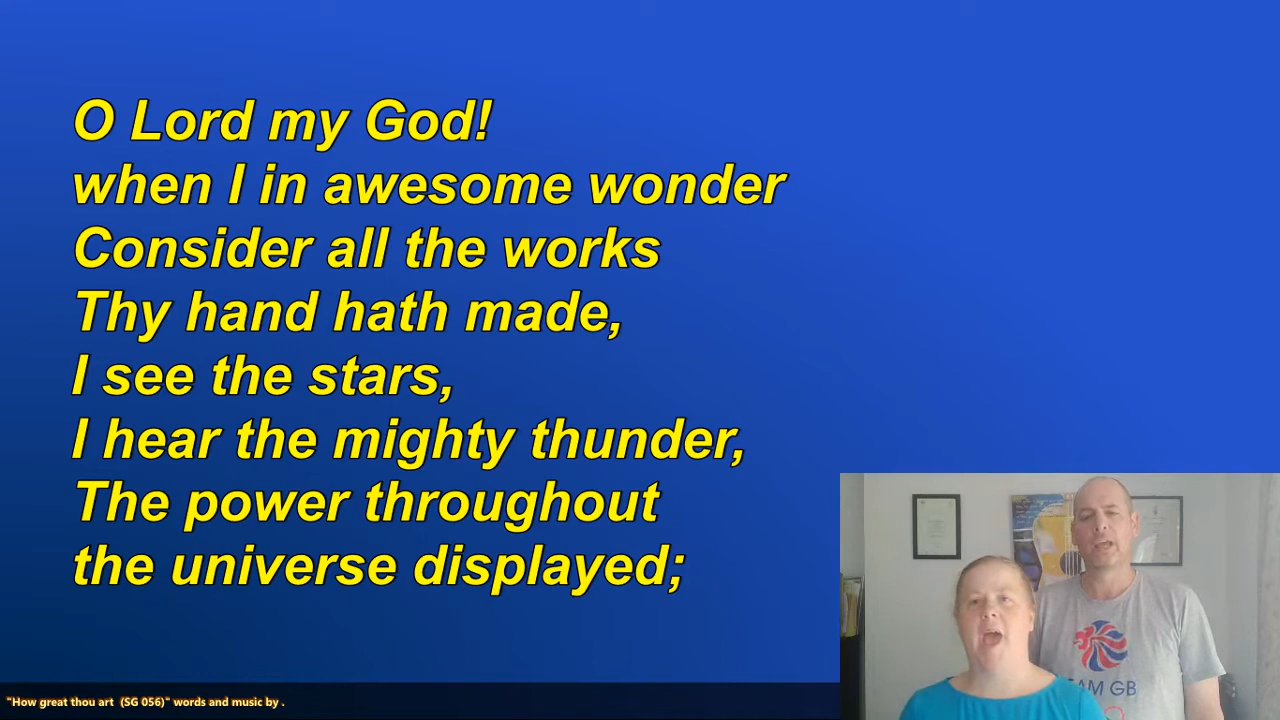 O Lord my God!
when I in awesome wonder
Consider all the works
Thy hand hath made,
I see the stars,
I hear the mighty thunder,
The power throughout
the universe displayed;
"How great thou art (SG 056)" words and music by .
TEAM GB